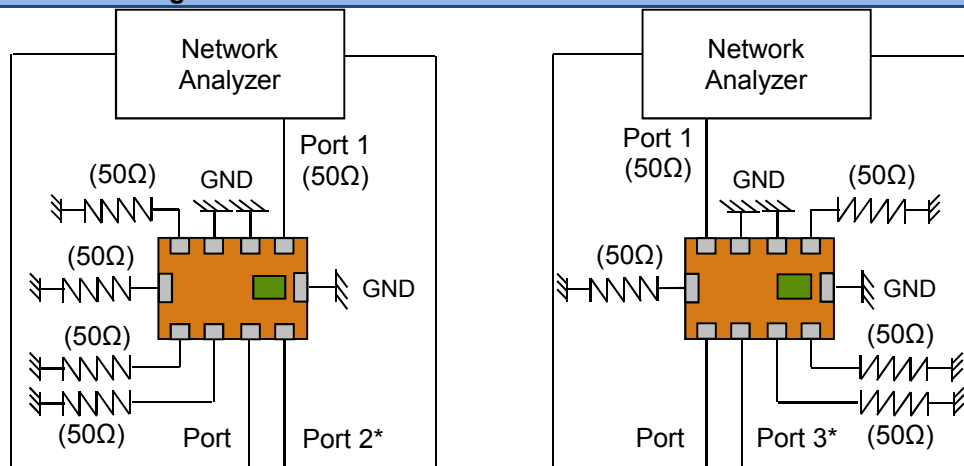 Network
Analyzer
Port 1
(50Ω)
(50Ω)
GND
(50Ω)
GND
(50Ω)
(50Ω)
Port
Port 2*
Network
Analyzer
Port 1
(50Ω)
GND
(50Ω)
(50Ω)
GND
(50Ω)
(50Ω)
Port
Port 3*